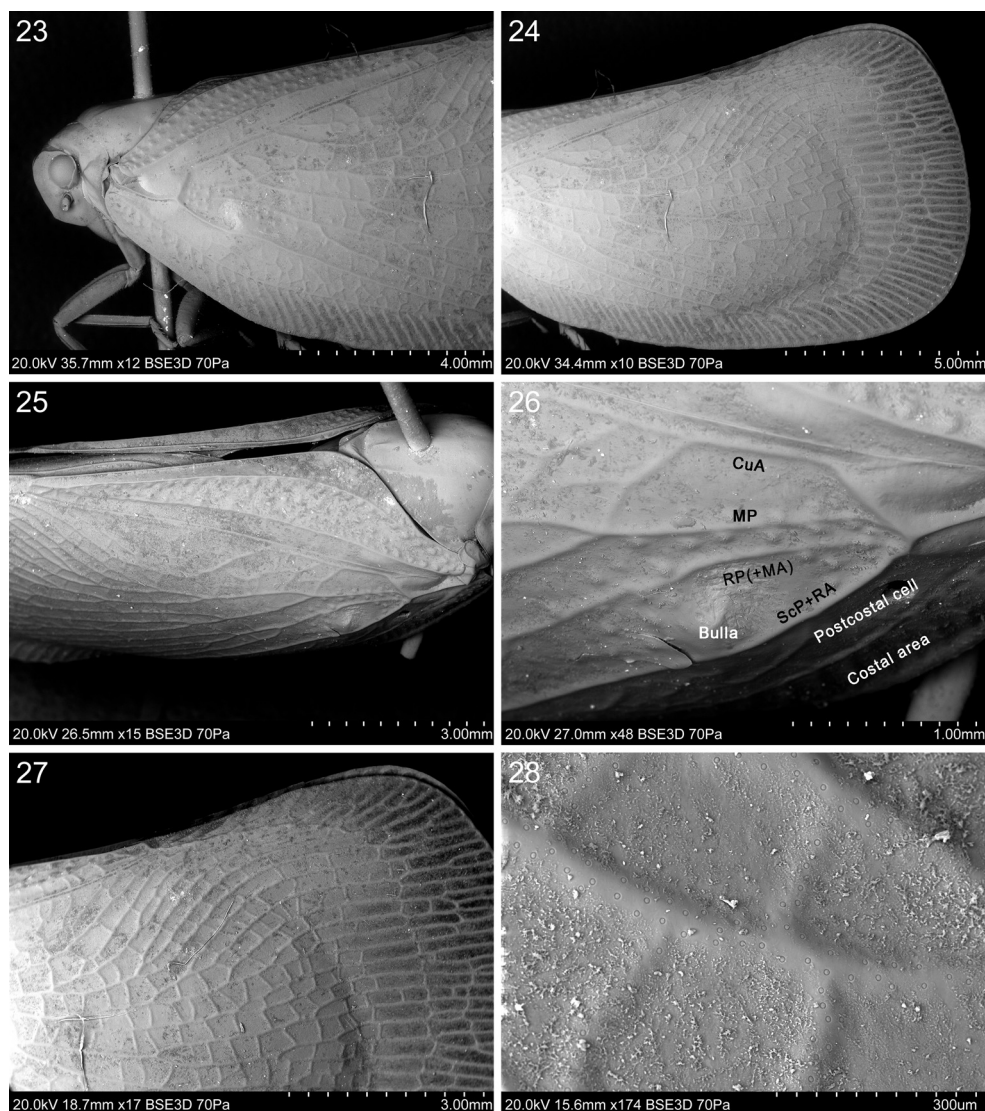 23
20.0kV 35.7mm x12 BSE3D 70Pa 4.00mm
24
20.0kV 34.4mm x10 BSE3D 70Pa 5.00mm
25
20.0kV 26.5mm x15 BSE3D 70Pa 3.00mm
26
CuA
MP
RP(+MA)
ScP+RA
Bulla
Postcostal cell
Costal area
20.0kV 27.0mm x48 BSE3D 70Pa 1.00mm
27
20.0kV 18.7mm x17 BSE3D 70Pa 3.00mm
28
20.0kV 15.6mm x174 BSE3D 70Pa 300um